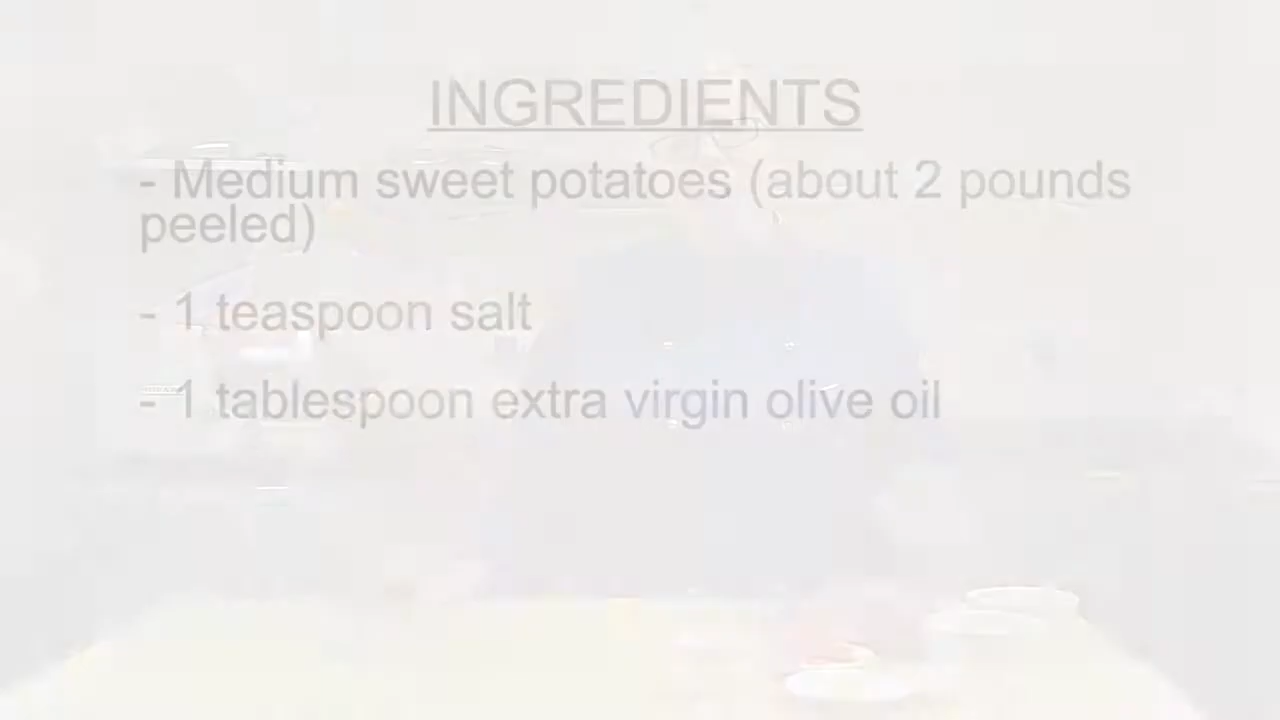 INGREDIENTS
- Medium sweet potatoes (about 2 pounds
peeled)
- 1 teaspoon salt
- 1 tablespoon extra virgin olive oil